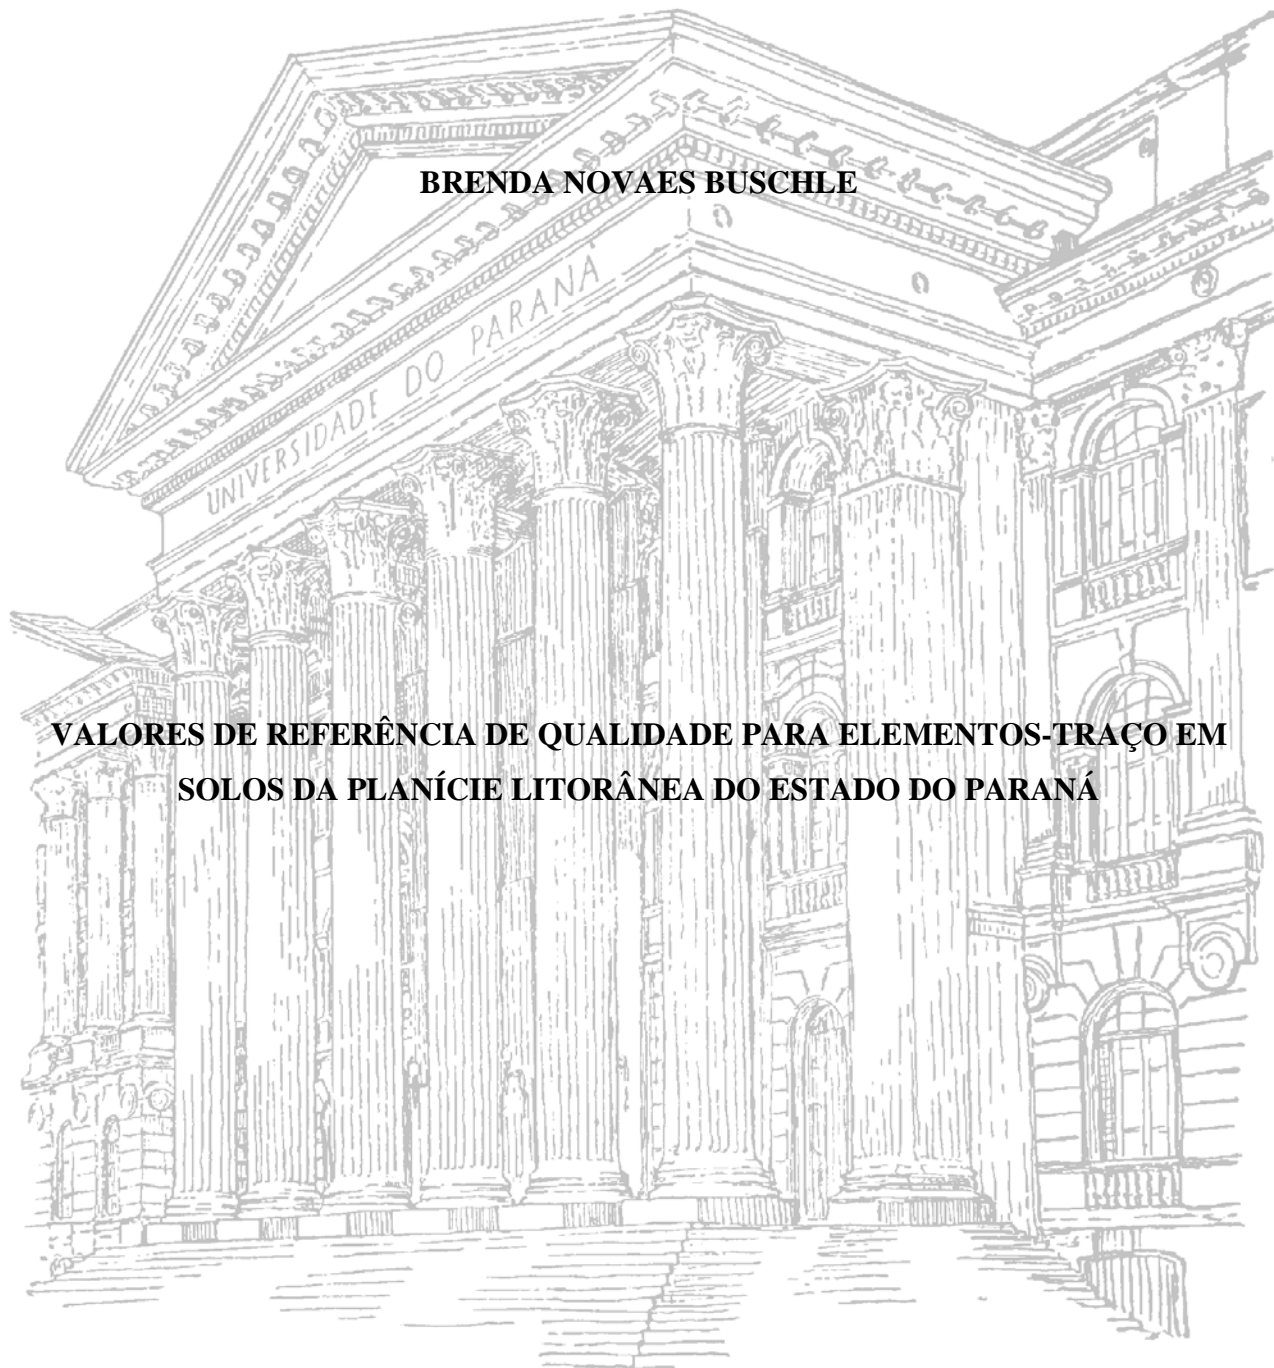 BRENDA NOVAES BUSCHLE
UNIVERSIDADE DO PARANÁ
VALORES DE REFERÊNCIA DE QUALIDADE PARA ELEMENTOS-TRAÇO EM
SOLOS DA PLANÍCIE LITORÂNEA DO ESTADO DO PARANÁ